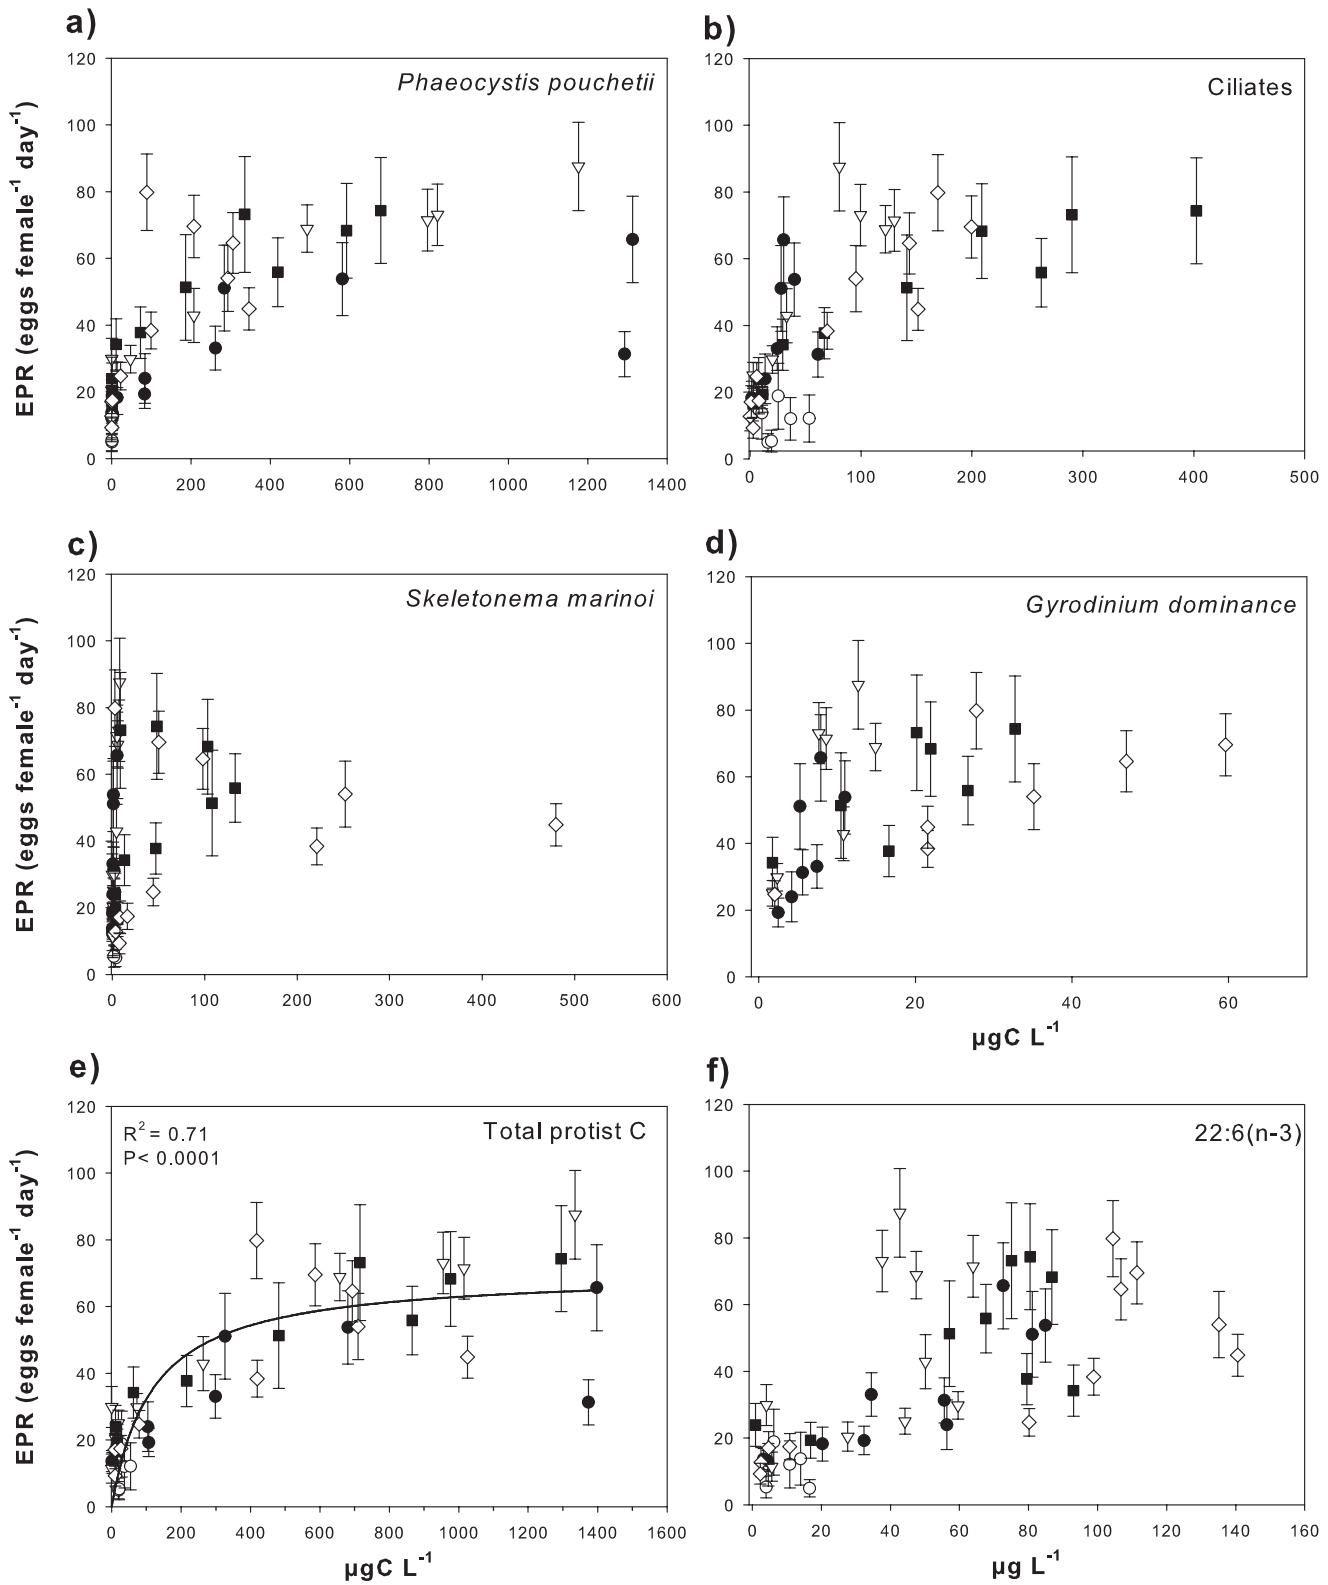 a)
Phaeocystis pouchetii
EPR (eggs female⁻¹ day⁻¹)
120
100
80
60
40
20
0
0 200 400 600 800 1000 1200 1400
b)
Ciliates
120
100
80
60
40
20
0
0 100 200 300 400 500
c)
Skeletonema marinoi
EPR (eggs female⁻¹ day⁻¹)
120
100
80
60
40
20
0
0 100 200 300 400 500 600
d)
Gyrodinium dominance
120
100
80
60
40
20
0
0 20 40 60
µgC L⁻¹
e)
R² = 0.71
P< 0.0001
Total protist C
EPR (eggs female⁻¹ day⁻¹)
120
100
80
60
40
20
0
0 200 400 600 800 1000 1200 1400 1600
µgC L⁻¹
f)
22:6(n-3)
120
100
80
60
40
20
0
0 20 40 60 80 100 120 140 160
µg L⁻¹